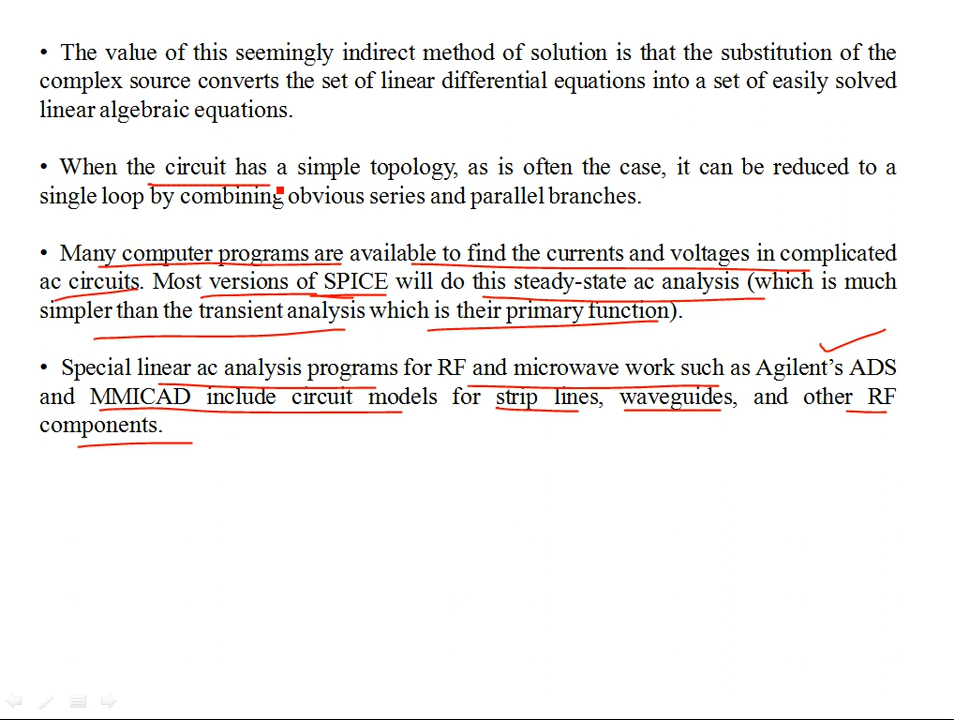 • The value of this seemingly indirect method of solution is that the substitution of the
complex source converts the set of linear differential equations into a set of easily solved
linear algebraic equations.
• When the circuit has a simple topology, as is often the case, it can be reduced to a
single loop by combining obvious series and parallel branches.
• Many computer programs are available to find the currents and voltages in complicated
ac circuits. Most versions of SPICE will do this steady-state ac analysis (which is much
simpler than the transient analysis which is their primary function).
• Special linear ac analysis programs for RF and microwave work such as Agilent’s ADS
and MMICAD include circuit models for strip lines, waveguides, and other RF
components.